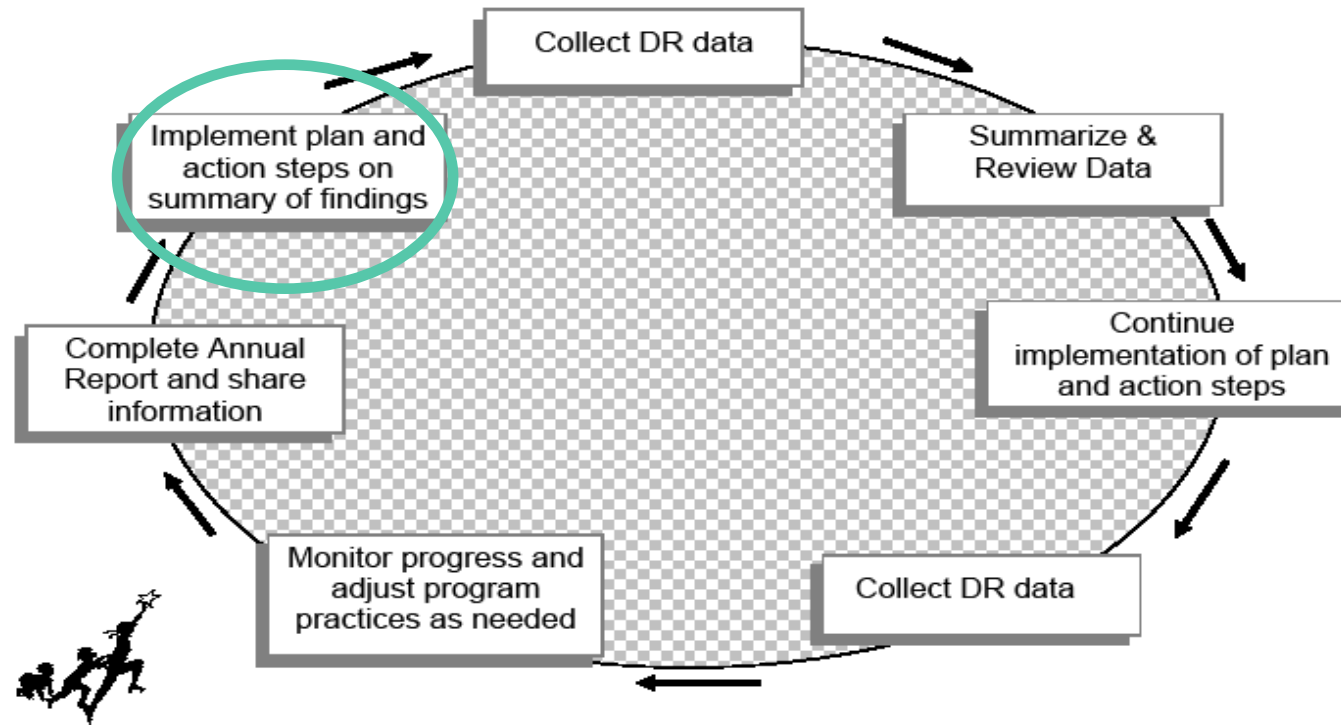 Collect DR data
Summarize &
Review Data
Continue
implementation of plan
and action steps
Collect DR data
Monitor progress and
adjust program
practices as needed
Complete Annual
Report and share
information
Implement plan and
action steps on
summary of findings